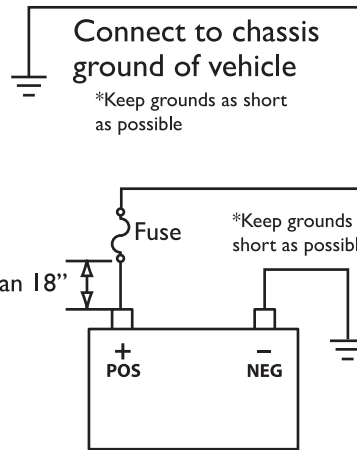 Connect to chassis
ground of vehicle
*Keep grounds as short
as possible
Fuse
*Keep grounds
short as possibl
an 18”
+ −
POS NEG